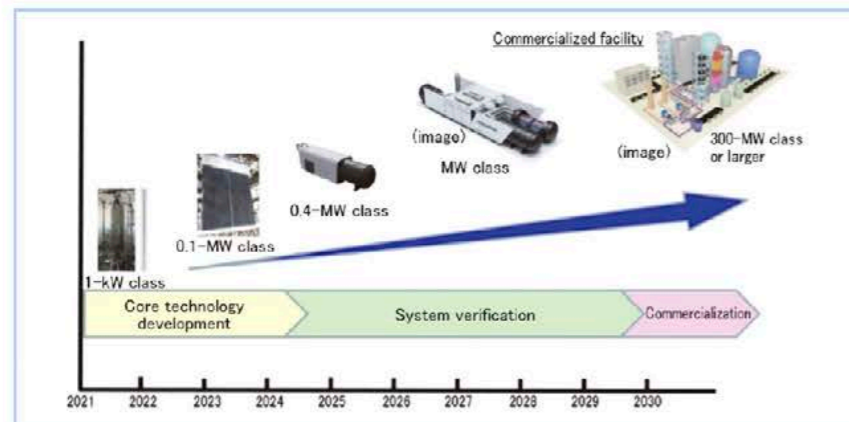 Commercialized facility
(image)
MW class
(image)
300-MW class
or larger
0.4-MW class
0.1-MW class
1-kW class
Core technology
development
System verification
Commercialization
2021
2022
2023
2024
2025
2026
2027
2028
2029
2030